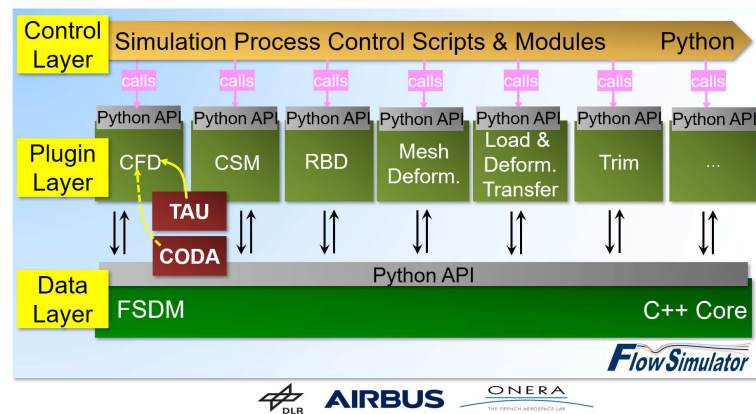 Control
Layer
Simulation Process Control Scripts & Modules Python
calls calls calls calls calls calls calls
Python API Python API Python API Python API Python API Python API Python API
Plugin
Layer
CFD CSM RBD Mesh
Deform. Load &
Deform.
Transfer Trim ...
TAU
CODA
Python API
Data
Layer
FSDM C++ Core
FlowSimulator
DLR AIRBUS ONERA
THE FRENCH AEROSPACE LAB